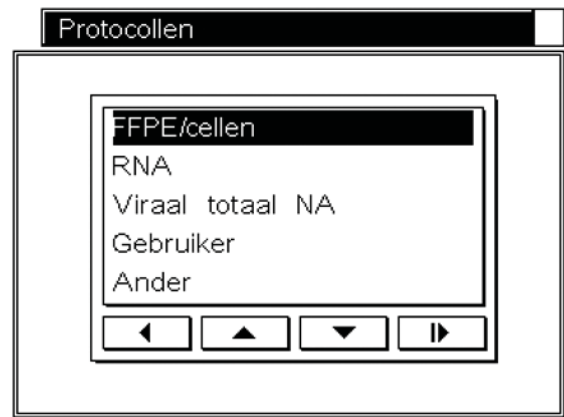 Protocollen
FFPE/cellen
RNA
Viraal totaal NA
Gebruiker
Ander